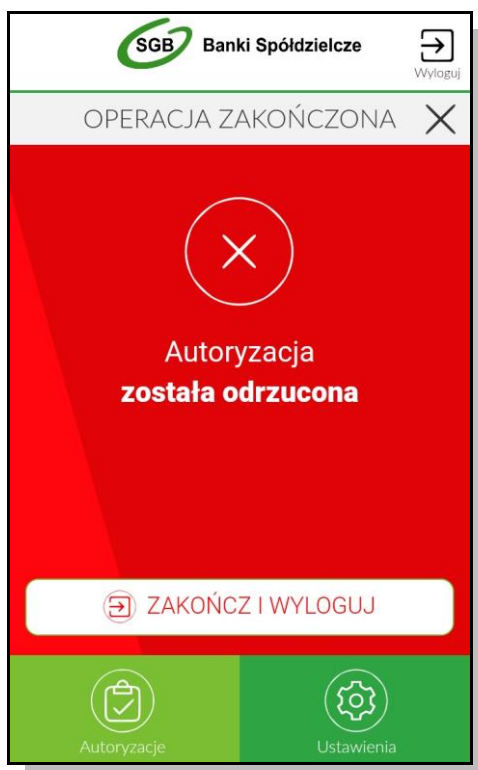 SGB Banki Spółdzielcze
Wyloguj
OPERACJA ZAKOŃCZONA
Autoryzacja
została odrzucona
ZAKOŃCZ I WYLOGUJ
Autoryzacje
Ustawienia